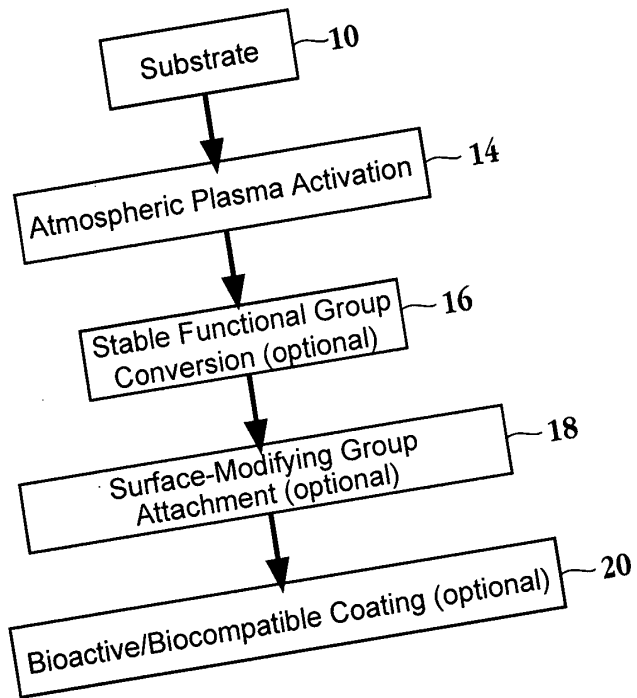 Substrate
10
Atmospheric Plasma Activation
14
Stable Functional Group
Conversion (optional)
16
Surface-Modifying Group
Attachment (optional)
18
Bioactive/Biocompatible Coating (optional)
20